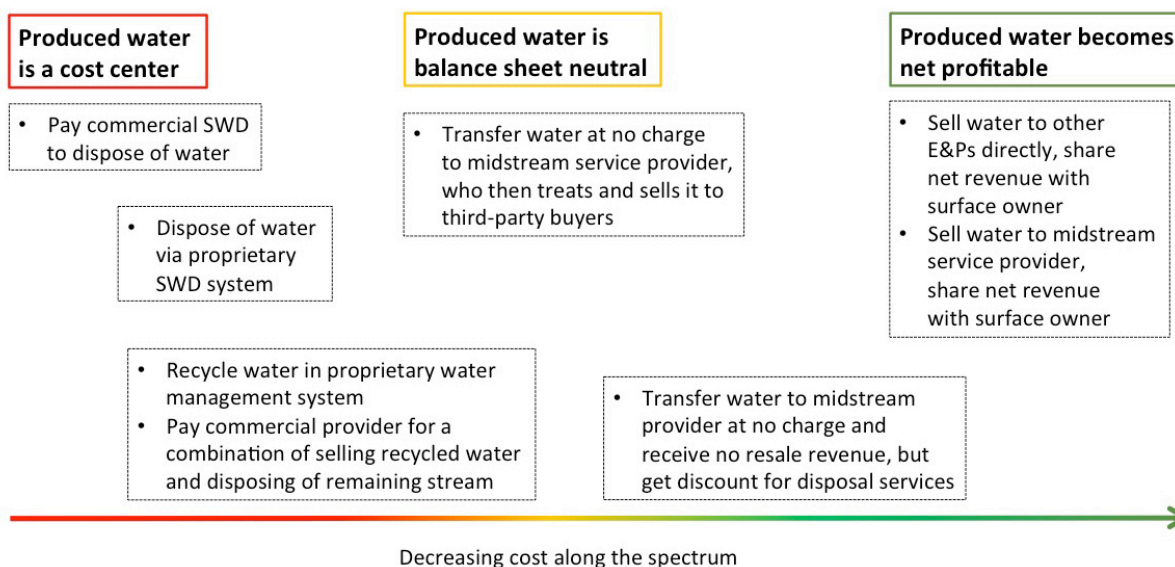 Produced water
is a cost center
Produced water is
balance sheet neutral
Produced water becomes
net profitable
• Pay commercial SWD
to dispose of water
• Transfer water at no charge
to midstream service provider,
who then treats and sells it to
third-party buyers
• Sell water to other
E&Ps directly, share
net revenue with
surface owner
• Sell water to midstream
service provider,
share net revenue
with surface owner
• Dispose of water
via proprietary
SWD system
• Recycle water in proprietary water
management system
• Pay commercial provider for a
combination of selling recycled water
and disposing of remaining stream
• Transfer water to midstream
provider at no charge and
receive no resale revenue, but
get discount for disposal services
Decreasing cost along the spectrum